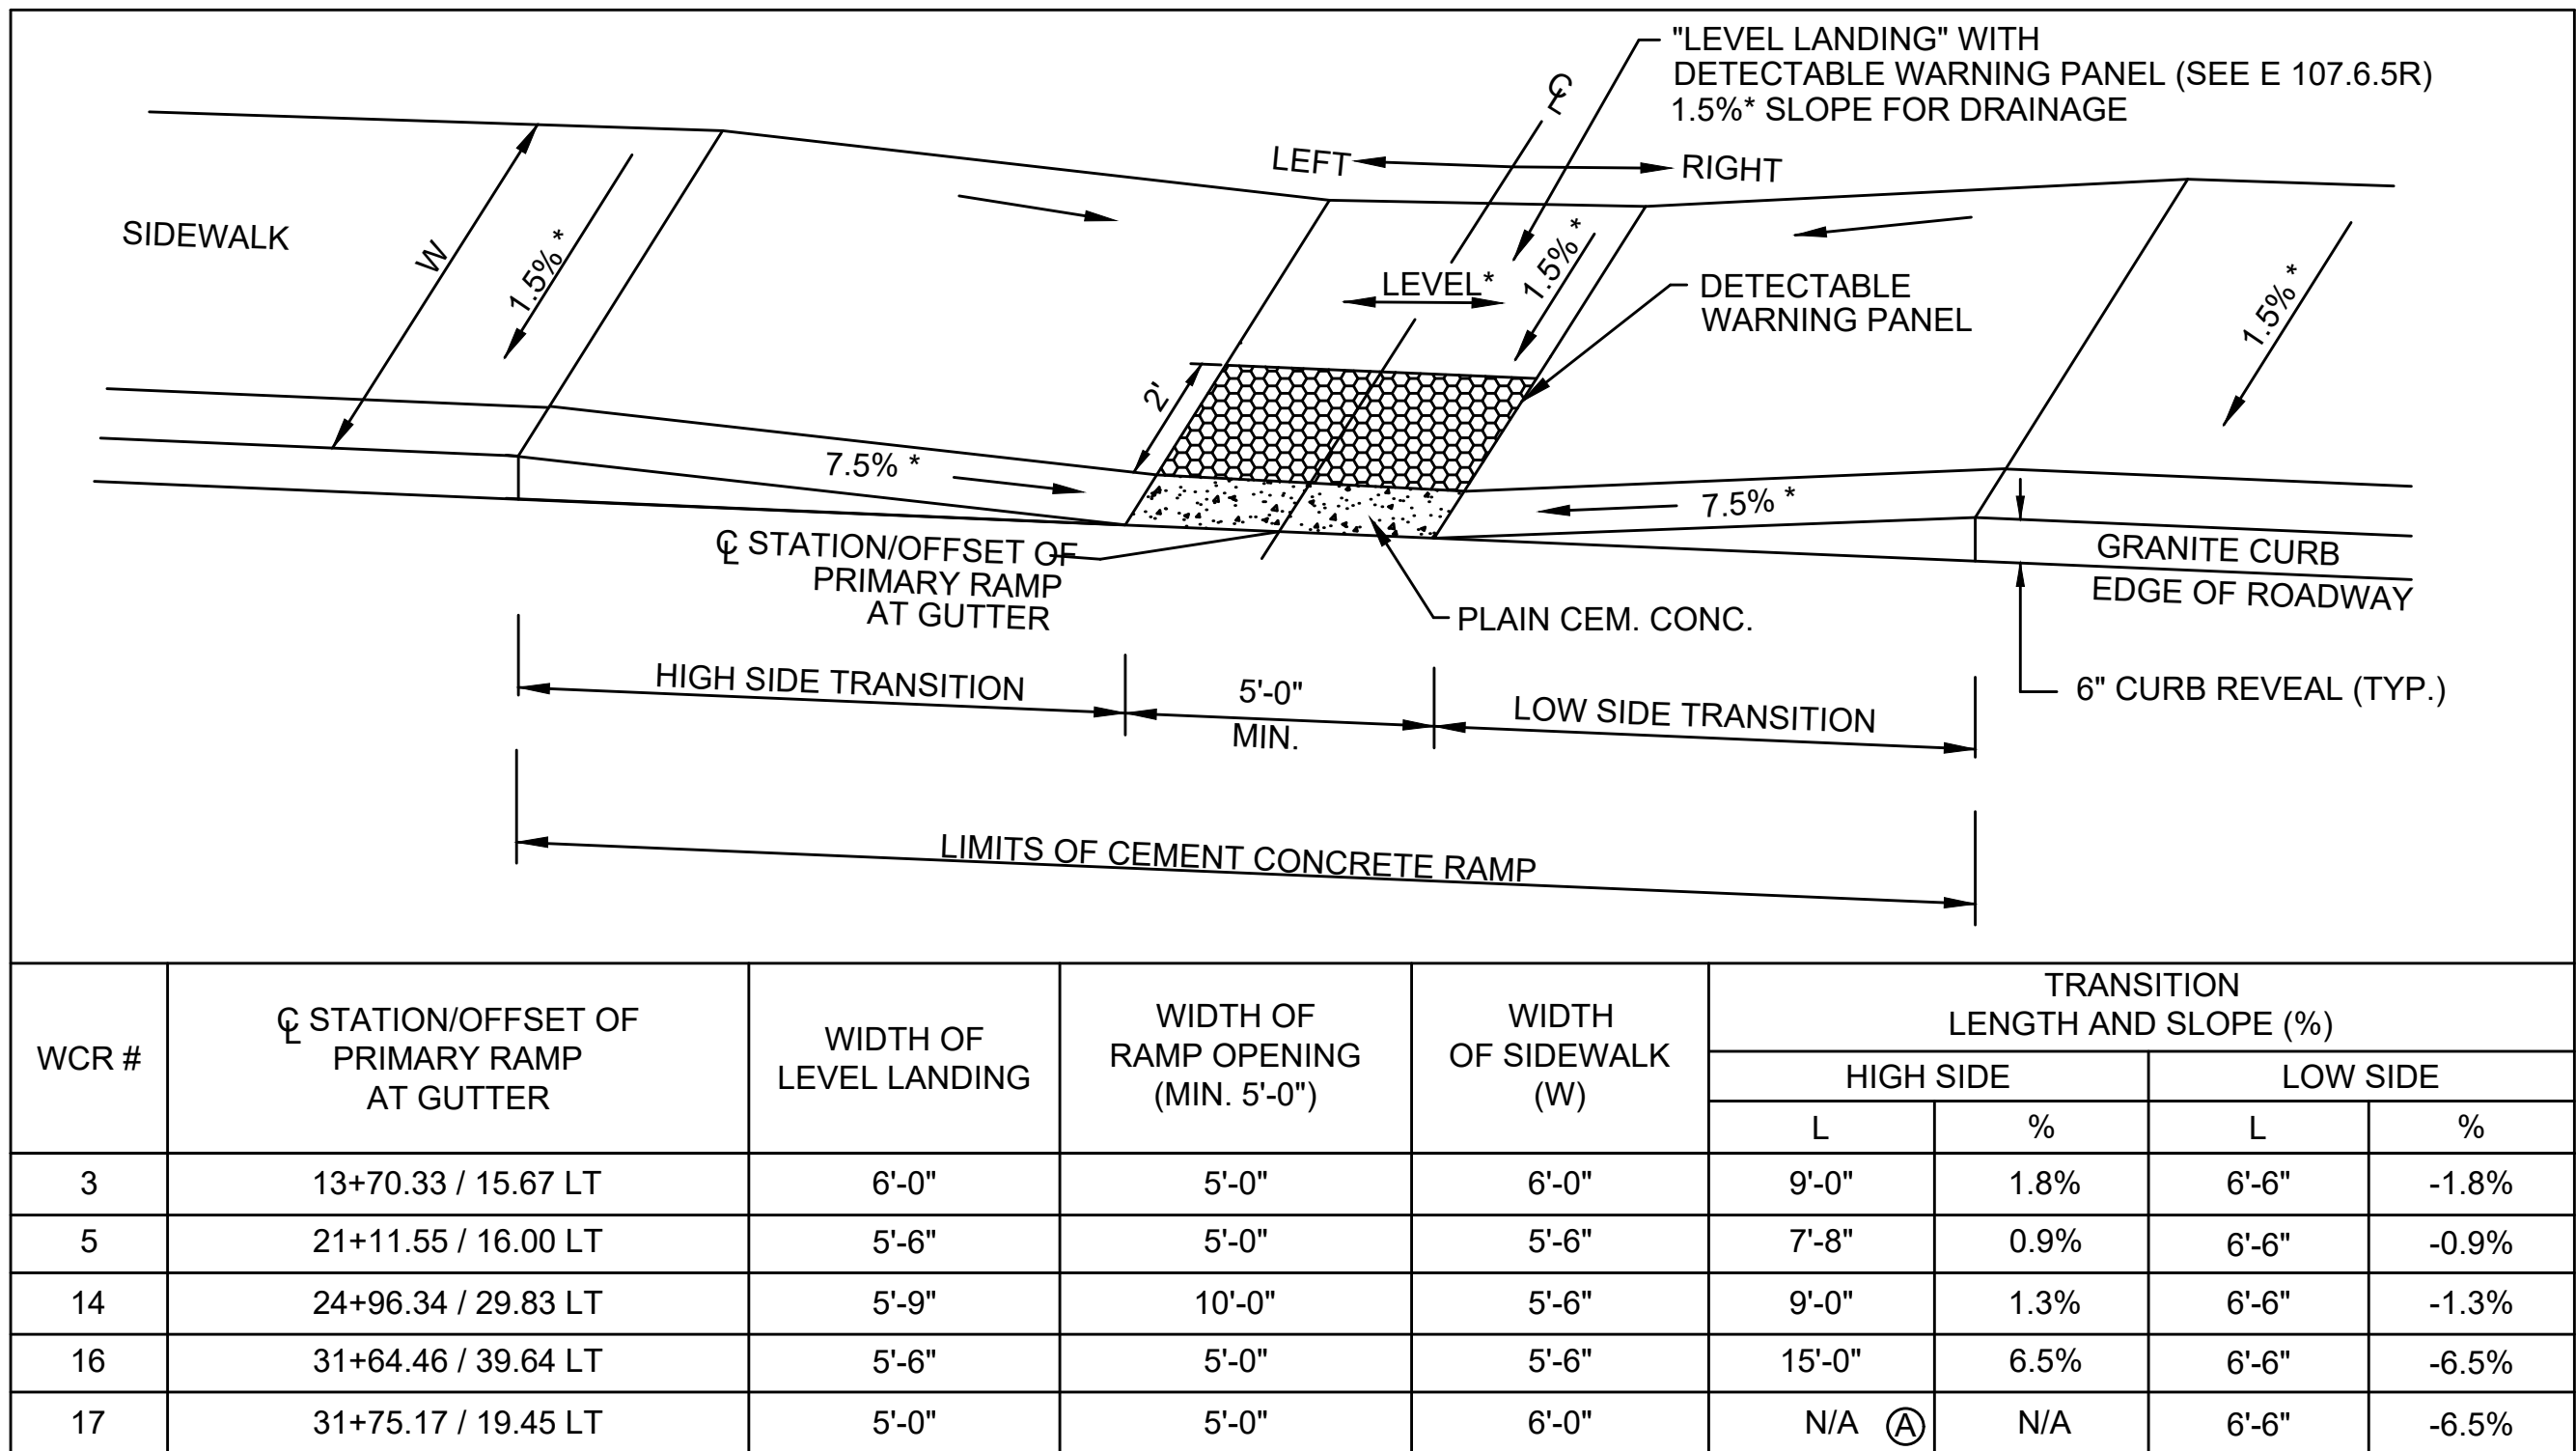 "LEVEL LANDING" WITH
DETECTABLE WARNING PANEL (SEE E 107.6.5R)
1.5%* SLOPE FOR DRAINAGE
℄
LEFT
RIGHT
SIDEWALK
W
1.5% *
LEVEL*
1.5% *
DETECTABLE
WARNING PANEL
1.5% *
2'
7.5% *
7.5% *
℄ STATION/OFFSET OF
PRIMARY RAMP
AT GUTTER
GRANITE CURB
EDGE OF ROADWAY
PLAIN CEM. CONC.
HIGH SIDE TRANSITION
5'-0"
MIN.
LOW SIDE TRANSITION
6" CURB REVEAL (TYP.)
LIMITS OF CEMENT CONCRETE RAMP
WCR #
℄ STATION/OFFSET OF
PRIMARY RAMP
AT GUTTER
WIDTH OF
LEVEL LANDING
WIDTH OF
RAMP OPENING
(MIN. 5'-0")
WIDTH
OF SIDEWALK
(W)
TRANSITION
LENGTH AND SLOPE (%)
HIGH SIDE LOW SIDE
L % L %
3 13+70.33 / 15.67 LT 6'-0" 5'-0" 6'-0" 9'-0" 1.8% 6'-6" -1.8%
5 21+11.55 / 16.00 LT 5'-6" 5'-0" 5'-6" 7'-8" 0.9% 6'-6" -0.9%
14 24+96.34 / 29.83 LT 5'-9" 10'-0" 5'-6" 9'-0" 1.3% 6'-6" -1.3%
16 31+64.46 / 39.64 LT 5'-6" 5'-0" 5'-6" 15'-0" 6.5% 6'-6" -6.5%
17 31+75.17 / 19.45 LT 5'-0" 5'-0" 6'-0" N/A Ⓐ N/A 6'-6" -6.5%